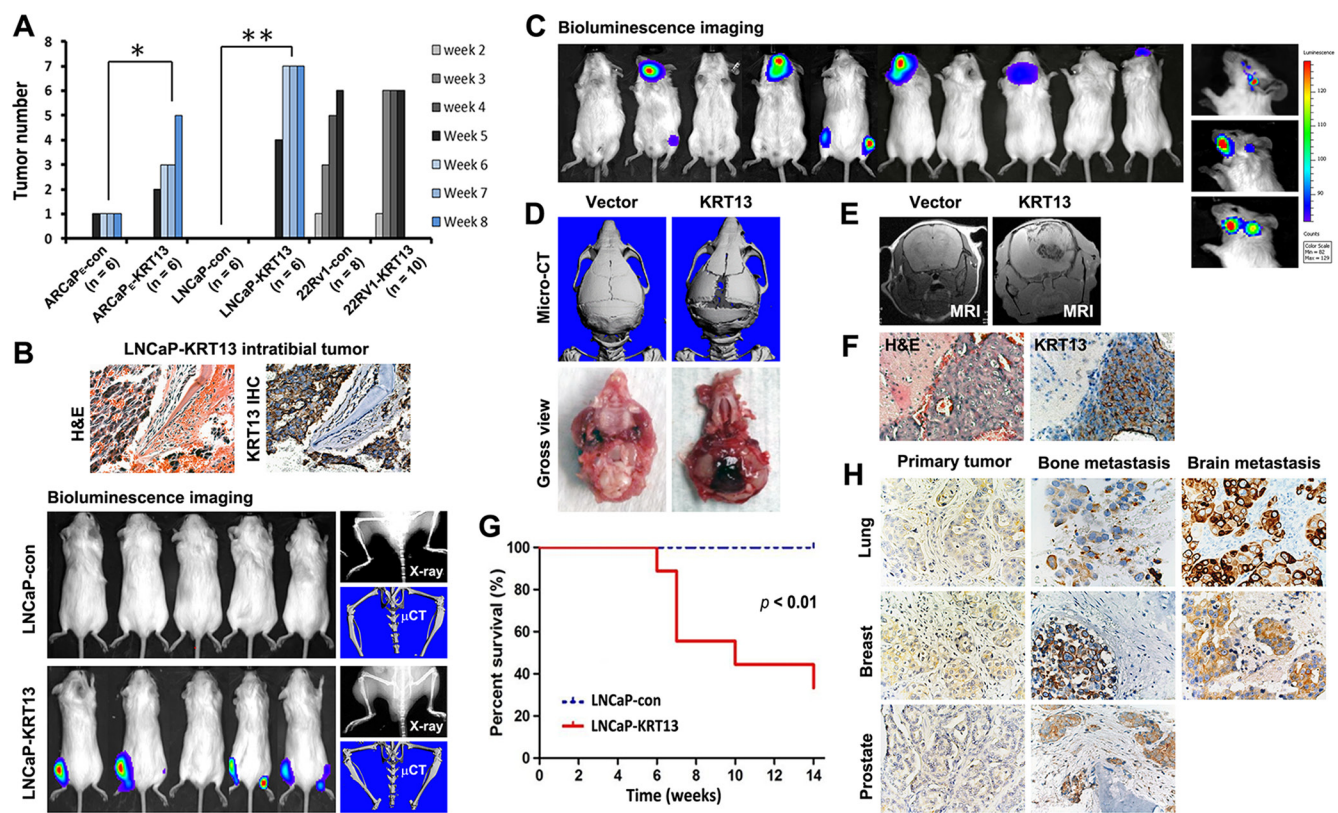 A
Tumor number
8
7
6
5
4
3
2
1
0
*
**
week 2
week 3
week 4
Week 5
Week 6
Week 7
Week 8
ARCaPE-con
(n = 6)
ARCaPE-KRT13
(n = 6)
LNCaP-con
(n = 6)
LNCaP-KRT13
(n = 6)
22Rv1-con
(n = 8)
22RV1-KRT13
(n = 10)
B
LNCaP-KRT13 intratibial tumor
H&E
KRT13 IHC
Bioluminescence imaging
LNCaP-con
X-ray
μCT
LNCaP-KRT13
X-ray
μCT
C
Bioluminescence imaging
Luminescence
120
110
100
90
Counts
Color Scale
Min = 82
Max = 129
D
Vector
KRT13
Micro-CT
Gross view
E
Vector
KRT13
MRI
MRI
F
H&E
KRT13
G
Percent survival (%)
100
80
60
40
20
0
p < 0.01
LNCaP-con
LNCaP-KRT13
0
2
4
6
8
10
12
14
Time (weeks)
H
Primary tumor
Bone metastasis
Brain metastasis
Lung
Breast
Prostate